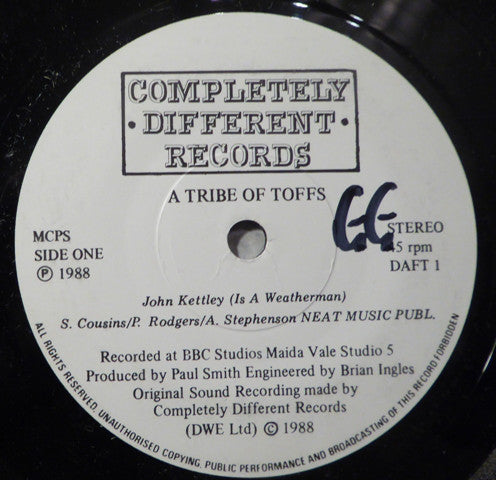 COMPLETELY
· DIFFERENT ·
RECORDS
A TRIBE OF TOFFS
GG
MCPS
SIDE ONE
Ⓟ 1988
STEREO
45 rpm
DAFT 1
John Kettley (Is A Weatherman)
S. Cousins/P. Rodgers/A. Stephenson NEAT MUSIC PUBL.
Recorded at BBC Studios Maida Vale Studio 5
Produced by Paul Smith Engineered by Brian Ingles
Original Sound Recording made by
Completely Different Records
(DWE Ltd) © 1988
ALL RIGHTS RESERVED. UNAUTHORISED COPYING, PUBLIC PERFORMANCE AND BROADCASTING OF THIS RECORD FORBIDDEN